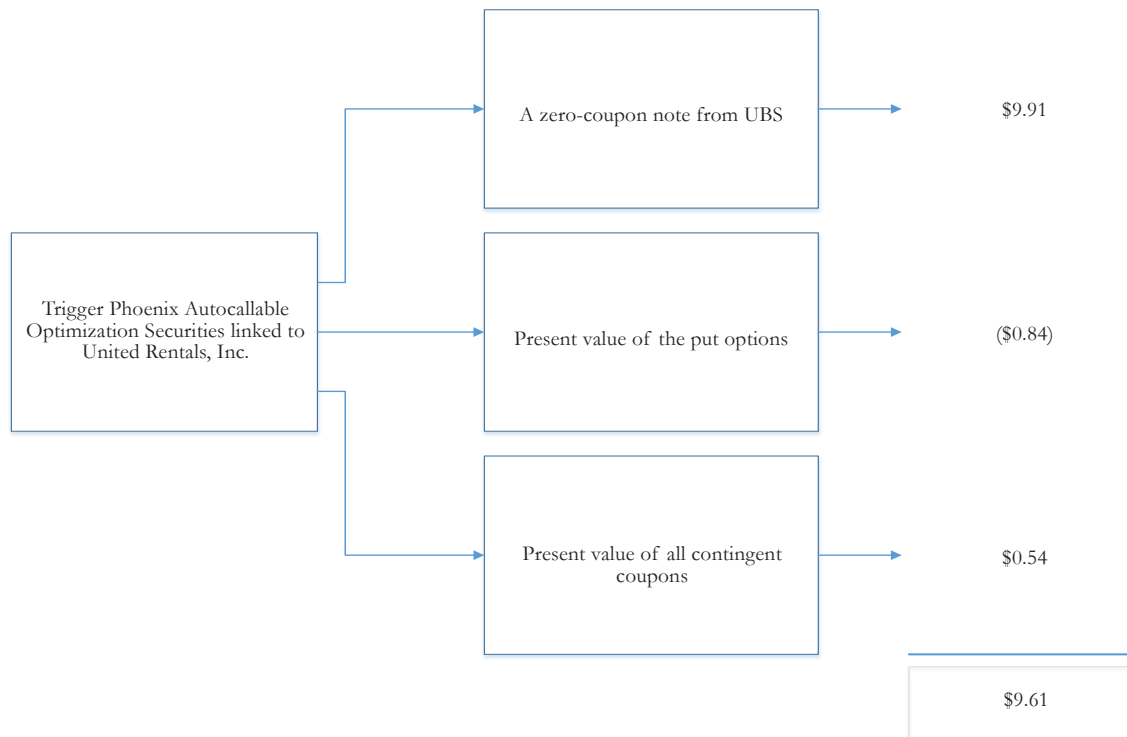 A zero-coupon note from UBS
$9.91
Trigger Phoenix Autocallable
Optimization Securities linked to
United Rentals, Inc.
Present value of the put options
($0.84)
Present value of all contingent
coupons
$0.54
$9.61